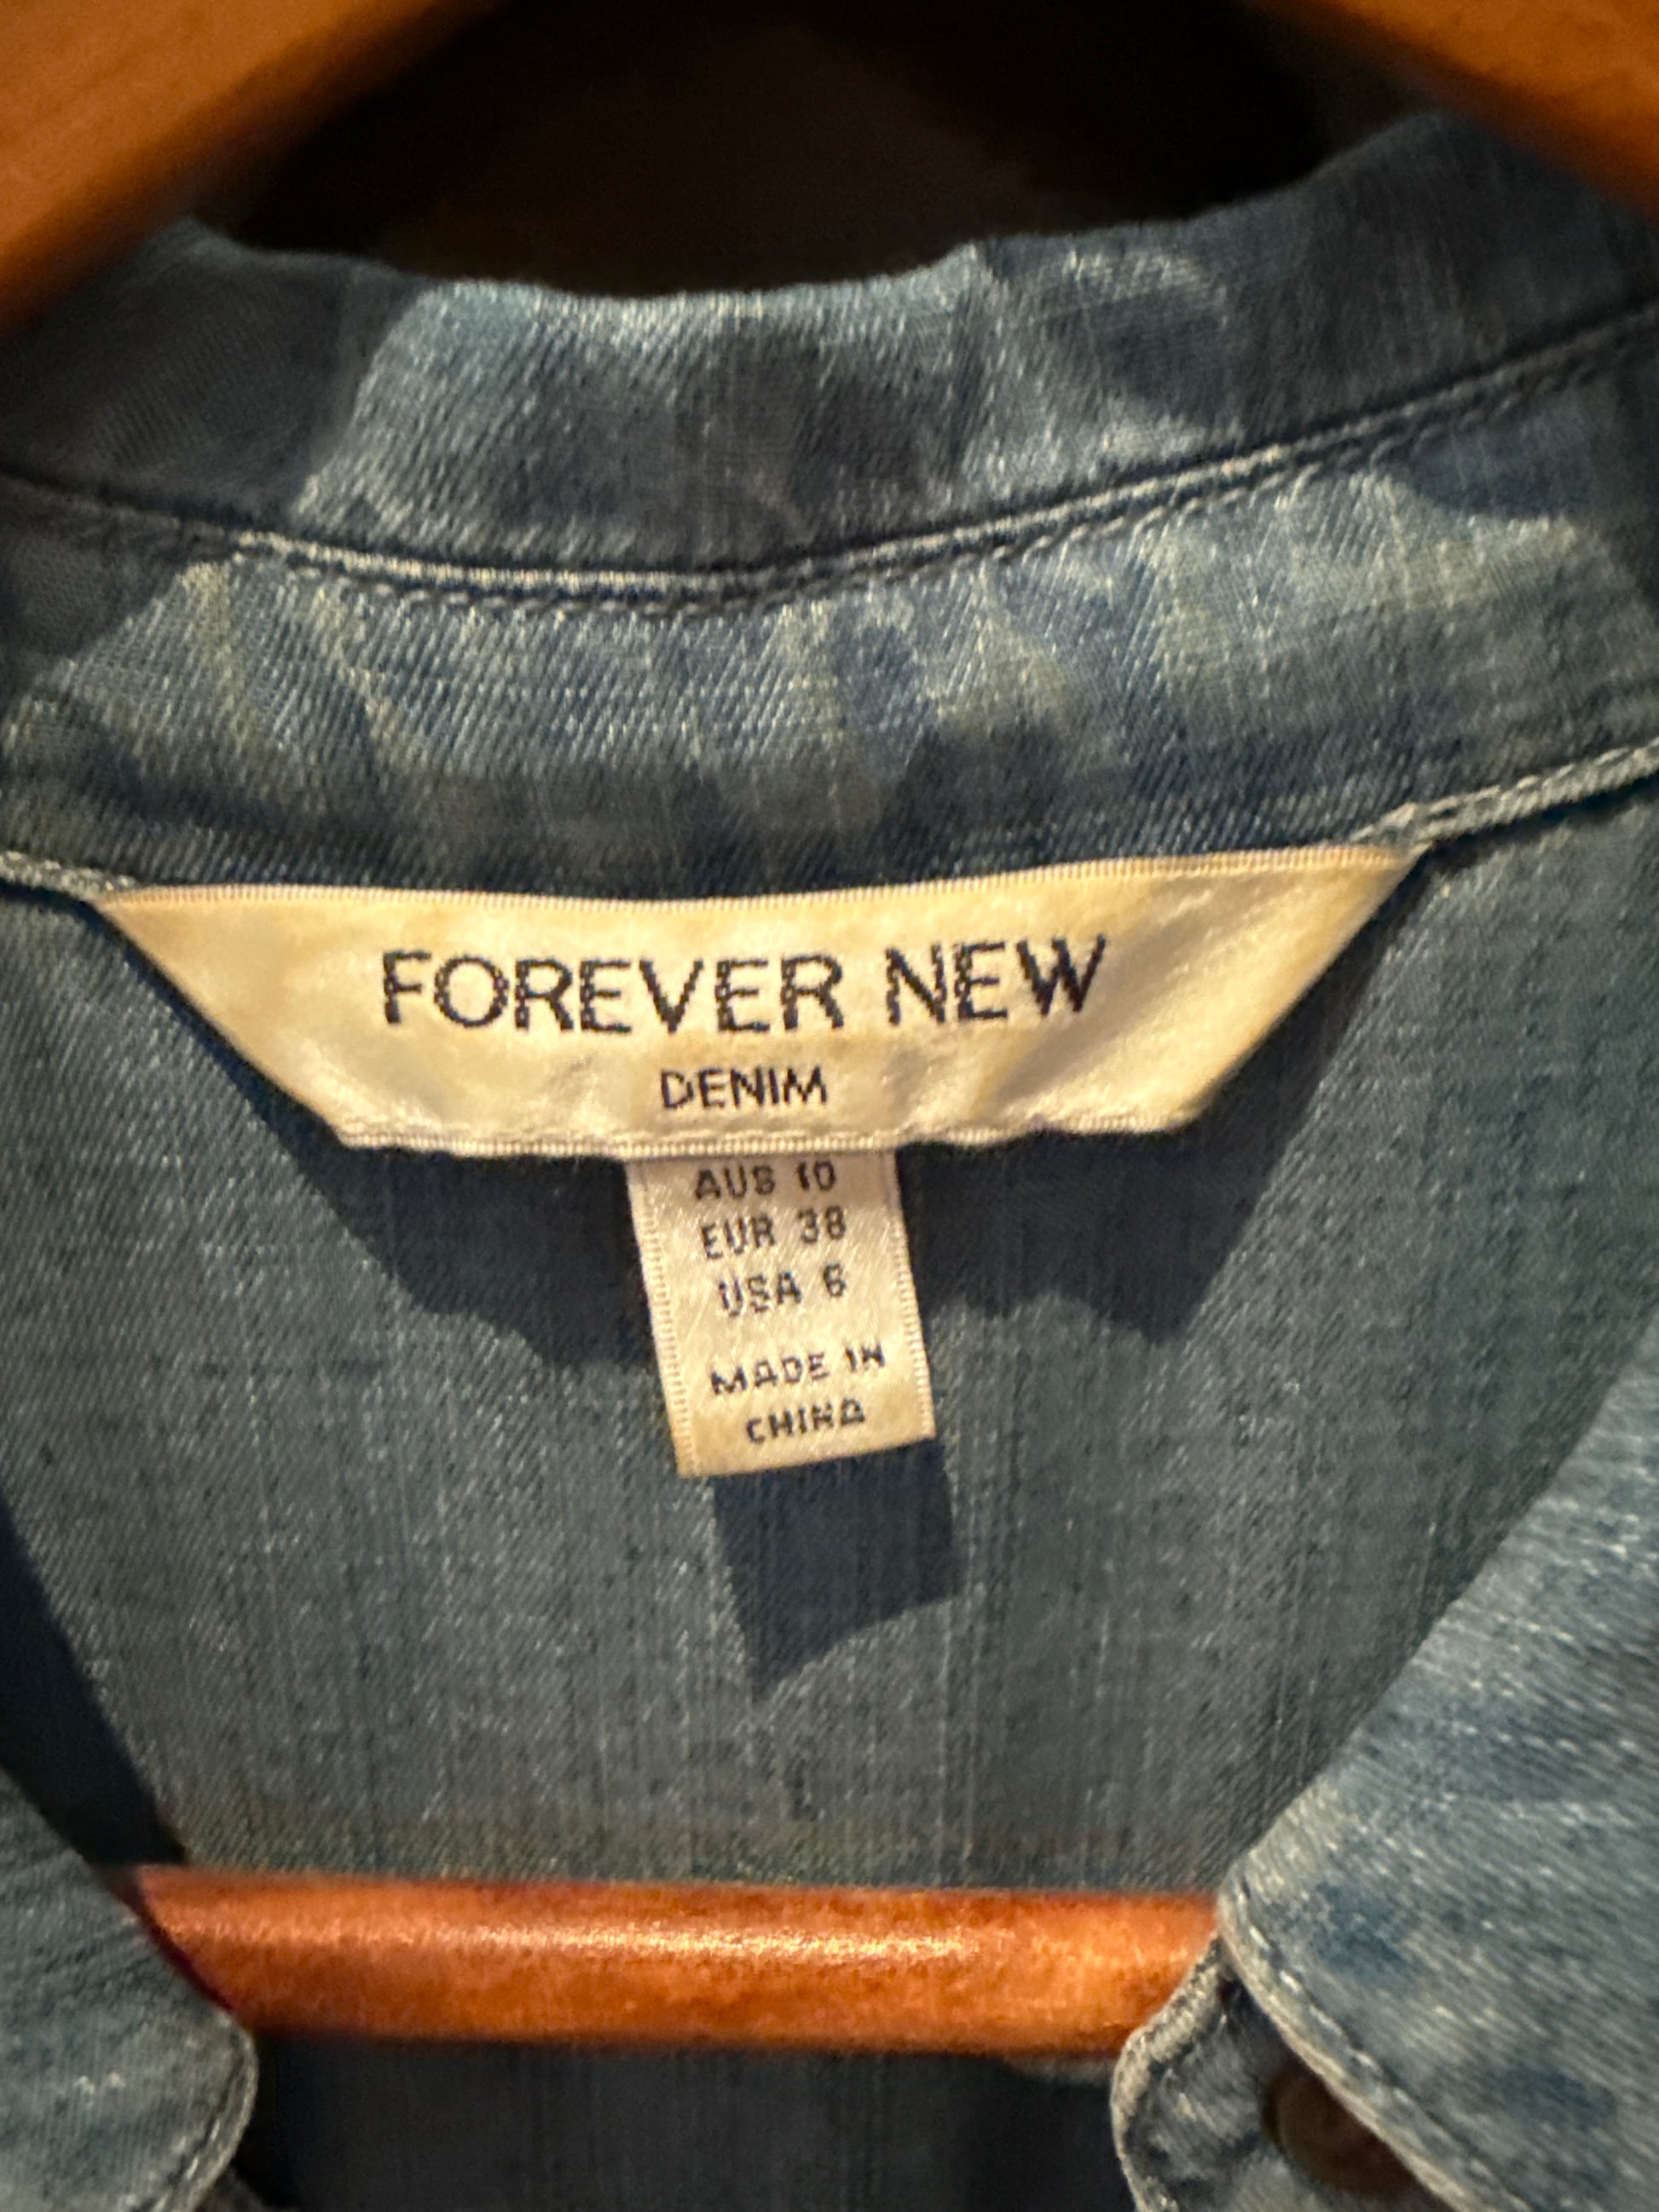 FOREVER NEW
DENIM
AUS 10
EUR 38
USA 6
MADE IN
CHINA